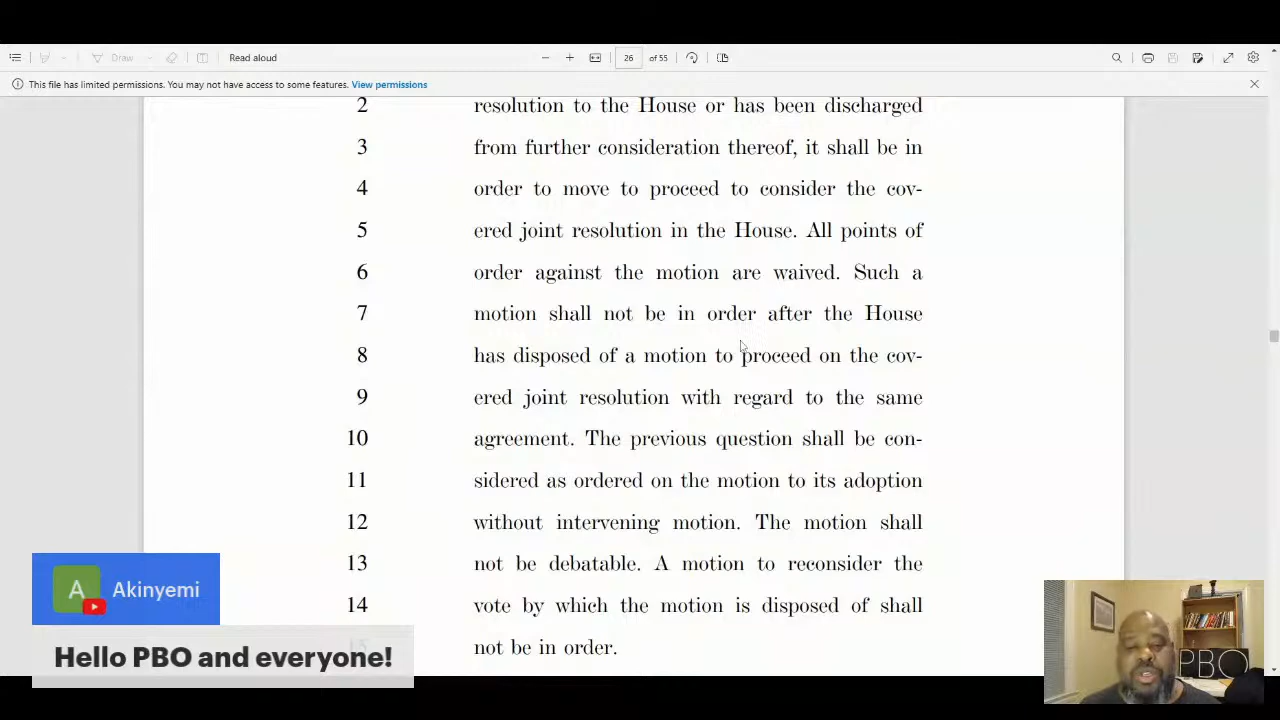 Draw
Read aloud
26 of 55
This file has limited permissions. You may not have access to some features. View permissions
2 resolution to the House or has been discharged
3 from further consideration thereof, it shall be in
4 order to move to proceed to consider the cov-
5 ered joint resolution in the House. All points of
6 order against the motion are waived. Such a
7 motion shall not be in order after the House
8 has disposed of a motion to proceed on the cov-
9 ered joint resolution with regard to the same
10 agreement. The previous question shall be con-
11 sidered as ordered on the motion to its adoption
12 without intervening motion. The motion shall
13 not be debatable. A motion to reconsider the
14 vote by which the motion is disposed of shall
15 not be in order.
A Akinyemi
Hello PBO and everyone!
PBO